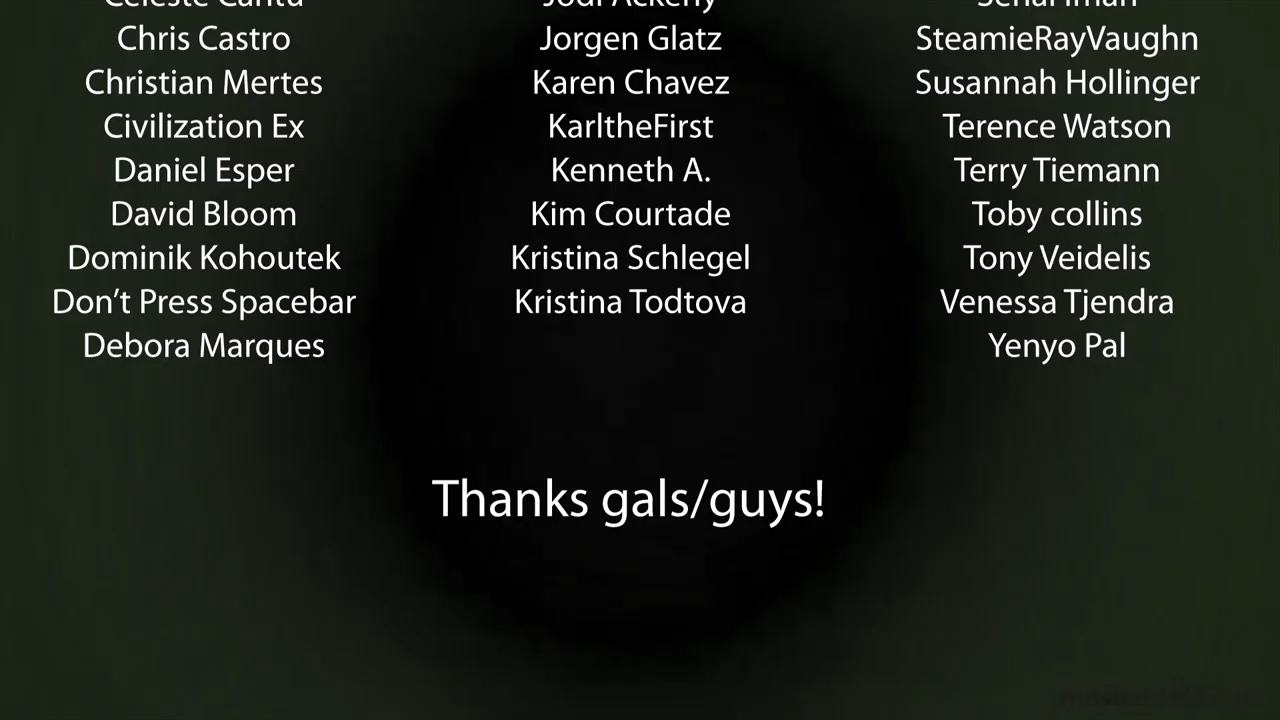 Chris Castro
Christian Mertes
Civilization Ex
Daniel Esper
David Bloom
Dominik Kohoutek
Don't Press Spacebar
Debora Marques
Jorgen Glatz
Karen Chavez
KarltheFirst
Kenneth A.
Kim Courtade
Kristina Schlegel
Kristina Todtova
SteamieRayVaughn
Susannah Hollinger
Terence Watson
Terry Tiemann
Toby collins
Tony Veidelis
Venessa Tjendra
Yenyo Pal
Thanks gals/guys!